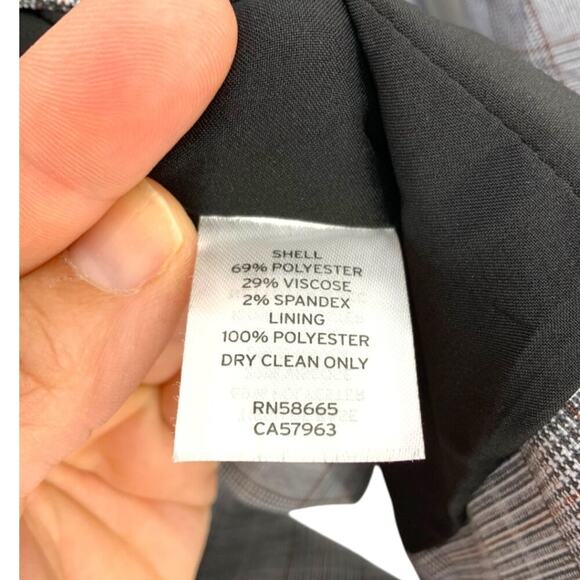 SHELL
69% POLYESTER
29% VISCOSE
2% SPANDEX
LINING
100% POLYESTER
DRY CLEAN ONLY
RN58665
CA57963